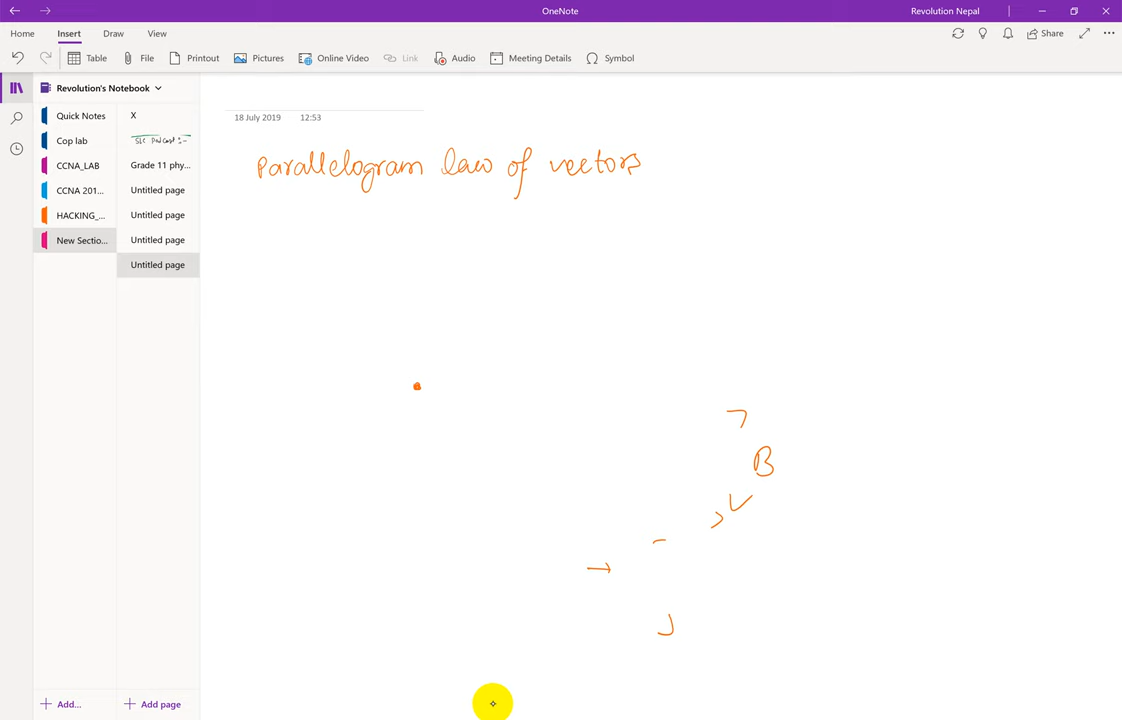 OneNote
Revolution Nepal
Home Insert Draw View
Share
Table File Printout Pictures Online Video Link Audio Meeting Details Symbol
Revolution's Notebook
Quick Notes
Cop lab
CCNA_LAB
CCNA 201...
HACKING_...
New Sectio...
X
SLC
Grade 11 phy...
Untitled page
Untitled page
Untitled page
Untitled page
18 July 2019 12:53
Parallelogram law of vectors
B
Add...
Add page